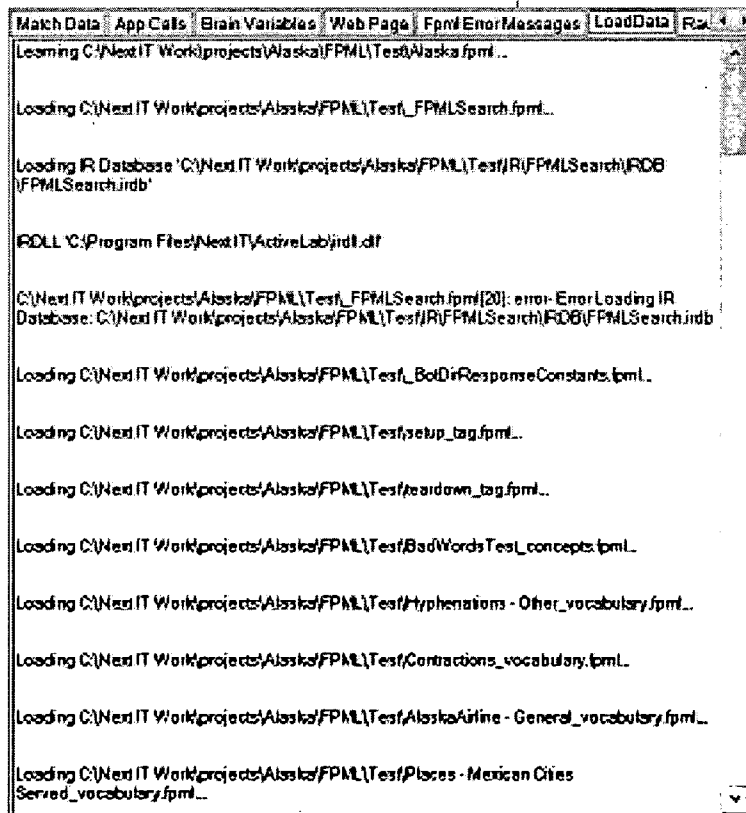 Match Data App Calls Brain Variables Web Page Fpml Error Messages LoadData
Learning C:\Next IT Work\projects\Alaska\FPML\Test\Alaska.fpml...
Loading C:\Next IT Work\projects\Alaska\FPML\Test\_FPMLSearch.fpml...
Loading IR Database 'C:\Next IT Work\projects\Alaska\FPML\Test\IR\FPMLSearch\IRDB
\FPMLSearch.irdb'
IRDLL 'C:\Program Files\Next IT\ActiveLab\irdll.dll'
C:\Next IT Work\projects\Alaska\FPML\Test\_FPMLSearch.fpml[20]: error- Error Loading IR
Database: C:\Next IT Work\projects\Alaska\FPML\Test\IR\FPMLSearch\IRDB\FPMLSearch.irdb
Loading C:\Next IT Work\projects\Alaska\FPML\Test\_BotDirResponseConstants.fpml...
Loading C:\Next IT Work\projects\Alaska\FPML\Test\setup_tag.fpml...
Loading C:\Next IT Work\projects\Alaska\FPML\Test\teardown_tag.fpml...
Loading C:\Next IT Work\projects\Alaska\FPML\Test\BadWordsTest_concepts.fpml...
Loading C:\Next IT Work\projects\Alaska\FPML\Test\Hyphenations - Other_vocabulary.fpml...
Loading C:\Next IT Work\projects\Alaska\FPML\Test\Contractions_vocabulary.fpml...
Loading C:\Next IT Work\projects\Alaska\FPML\Test\AlaskaAirline - General_vocabulary.fpml...
Loading C:\Next IT Work\projects\Alaska\FPML\Test\Places - Mexican Cities
Served_vocabulary.fpml...